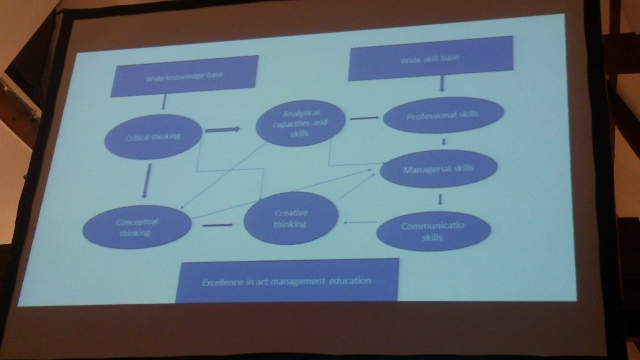 Wide knowledge base
Wide skill base
Critical thinking
Analytical
capacities and
skills
Professional skills
Managerial skills
Conceptual
thinking
Creative
thinking
Communicatio
skills
Excellence in art management education